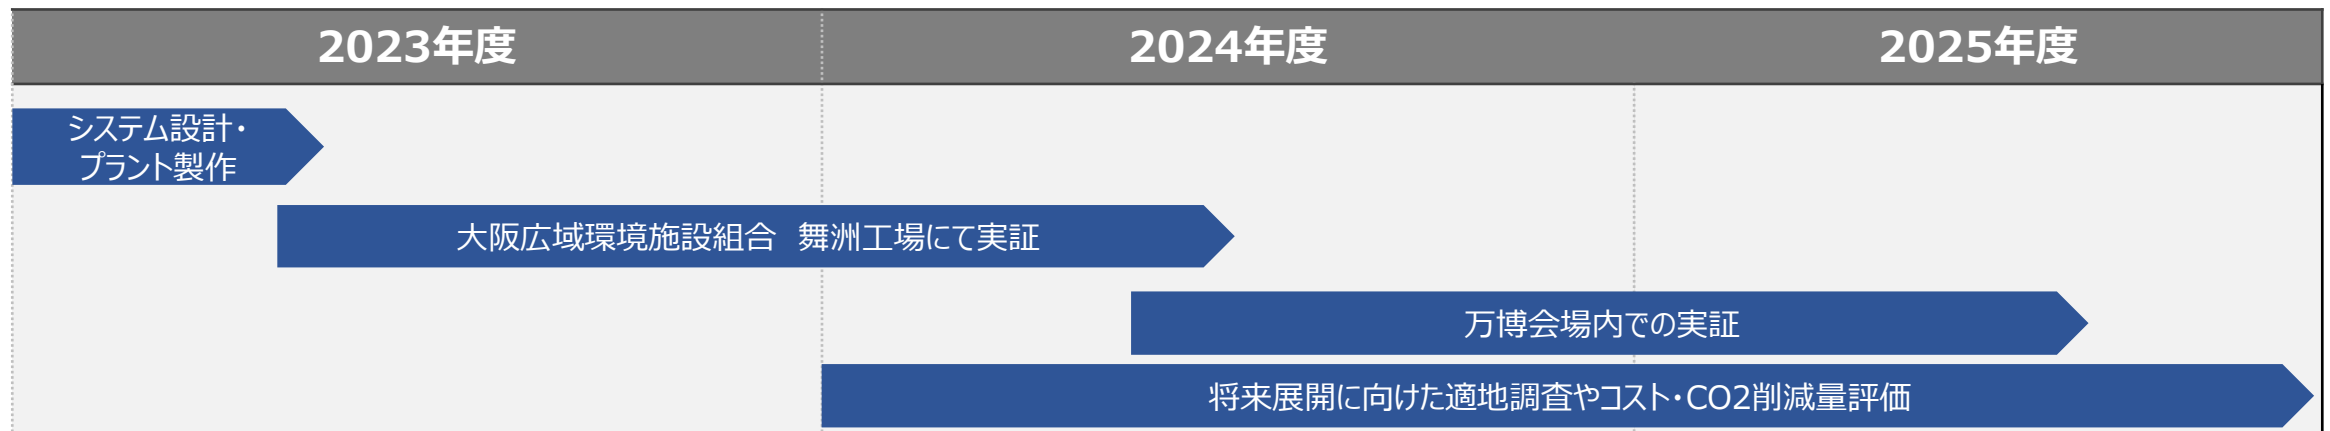 2023年度 2024年度 2025年度
システム設計・
プラント製作
大阪広域環境施設組合　舞洲工場にて実証
万博会場内での実証
将来展開に向けた適地調査やコスト・CO2削減量評価